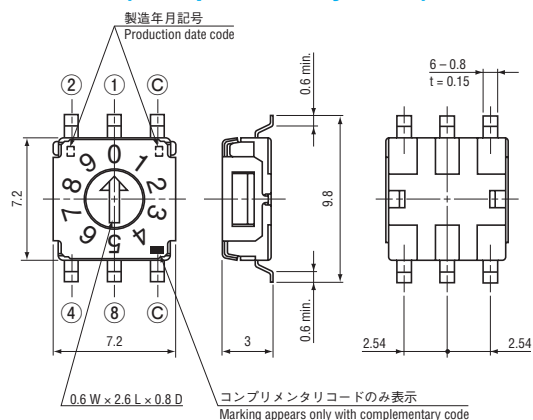 製造年月記号
Production date code
② ① Ⓒ
0 1 2 3 4 5 6 7 8 9
④ ⑧ Ⓒ
7.2
7.2
0.6 W × 2.6 L × 0.8 D
0.6 min.
9.8
0.6 min.
3
コンプリメンタリコードのみ表示
Marking appears only with complementary code
6 – 0.8
t = 0.15
2.54
2.54